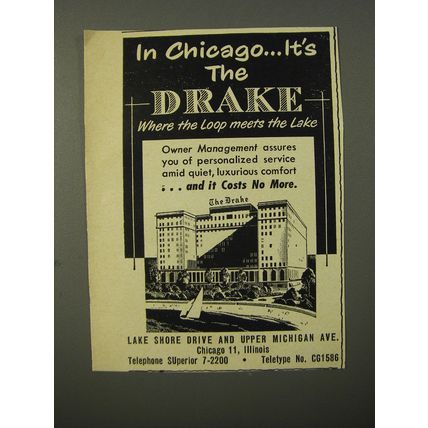 In Chicago...It's
The
DRAKE
Where the Loop meets the Lake
Owner Management assures
you of personalized service
amid quiet, luxurious comfort
... and it Costs No More.
The Drake
LAKE SHORE DRIVE AND UPPER MICHIGAN AVE.
Chicago 11, Illinois
Telephone SUperior 7-2200 • Teletype No. CG1586